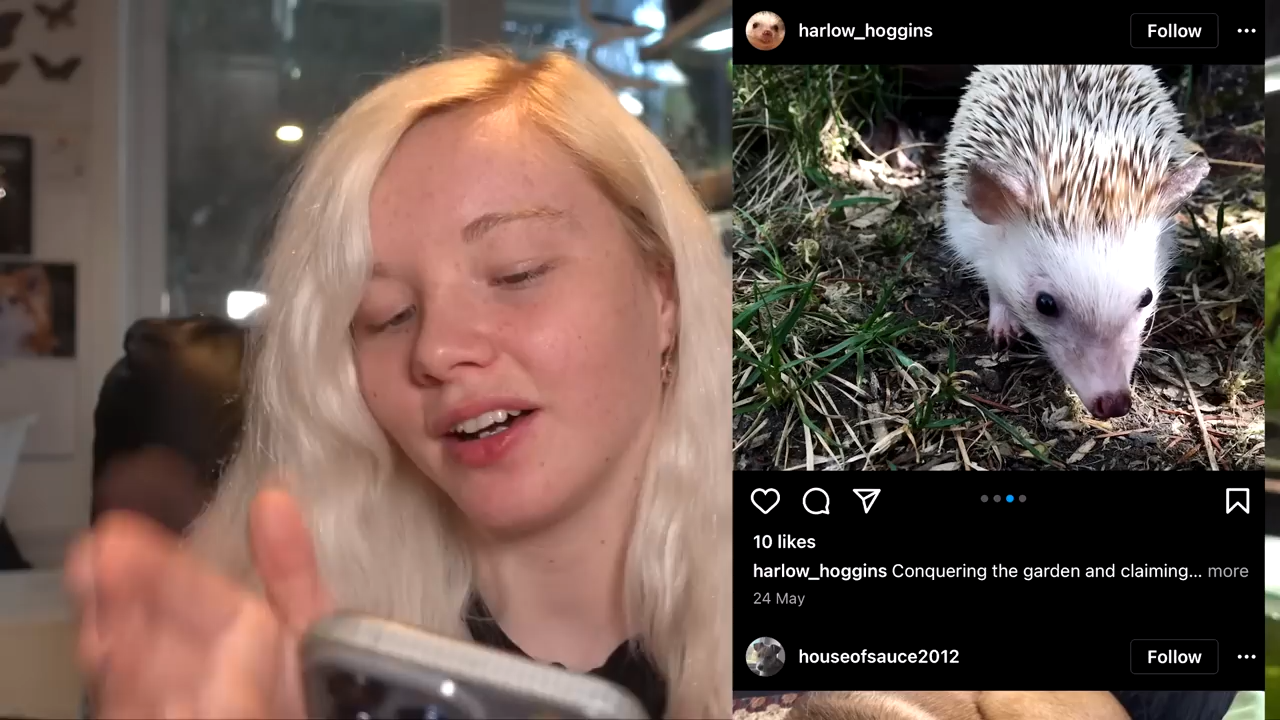 harlow_hoggins
Follow
10 likes
harlow_hoggins Conquering the garden and claiming... more
24 May
houseofsauce2012
Follow